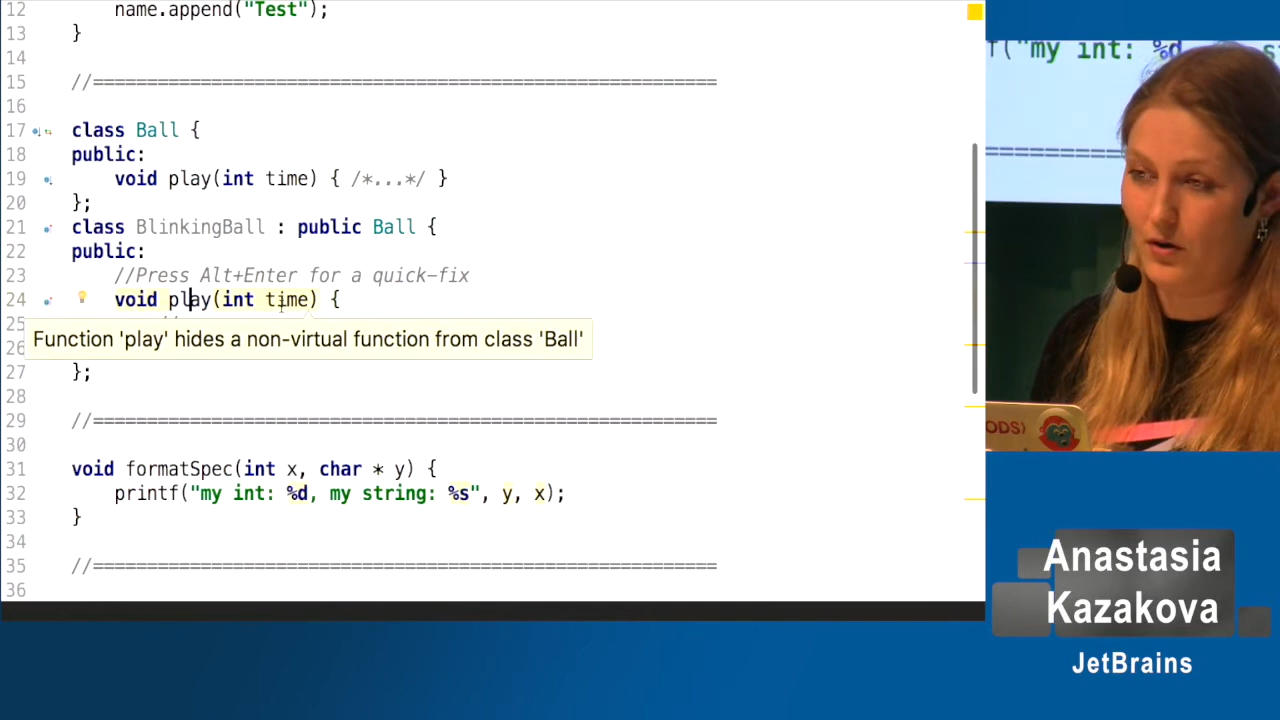 12 name.append("Test");
13 }
14
15 //==========================================================
16
17 class Ball {
18 public:
19 void play(int time) { /*...*/ }
20 };
21 class BlinkingBall : public Ball {
22 public:
23 //Press Alt+Enter for a quick-fix
24 void play(int time) {
25
Function 'play' hides a non-virtual function from class 'Ball'
26
27 };
28
29 //==========================================================
30
31 void formatSpec(int x, char * y) {
32 printf("my int: %d, my string: %s", y, x);
33 }
34
35 //==========================================================
36
f("my int: %d
ODS)
Anastasia
Kazakova
JetBrains